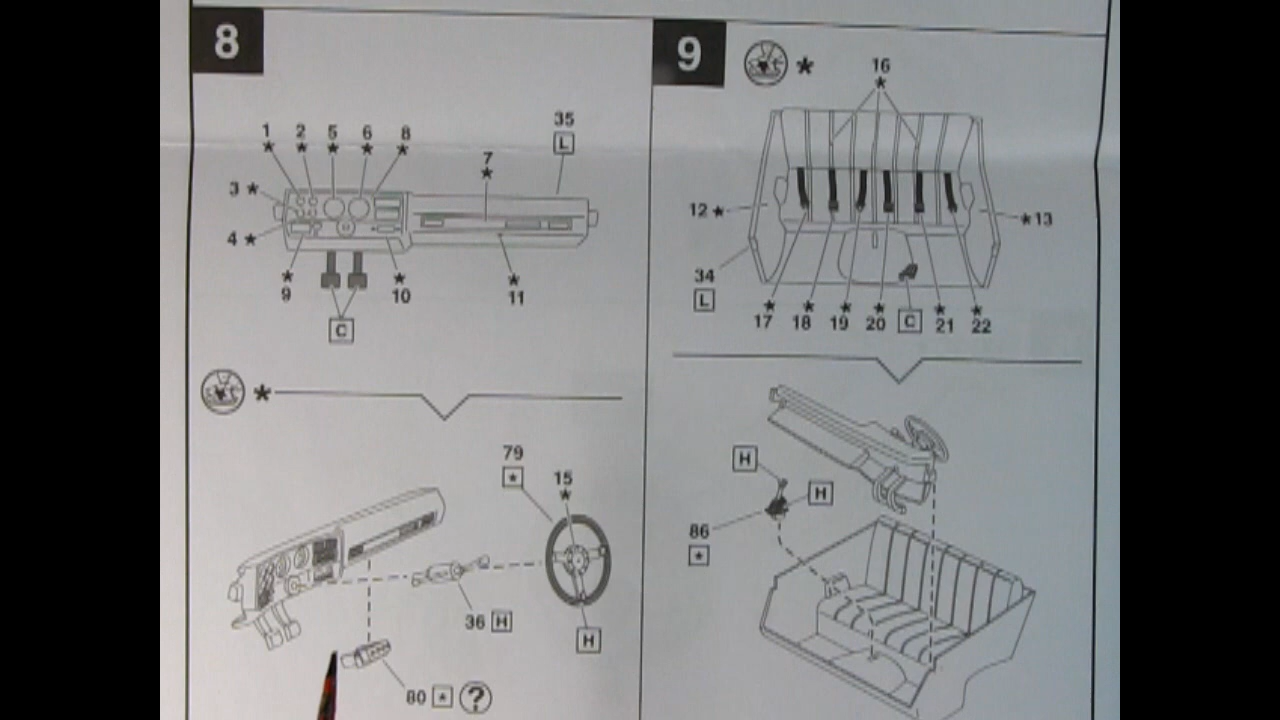 8
35
L
1 2 5 6 8
★ ★ ★ ★ ★
7
★
3 ★
4 ★
★ ★ ★
9 10 11
C
★
79
★
15
★
36 H
H
80 ★ ?
9
★
16
★
12 ★
★ 13
34
L
★ ★ ★ ★ ★ ★
17 18 19 20 C 21 22
H
H
86
★